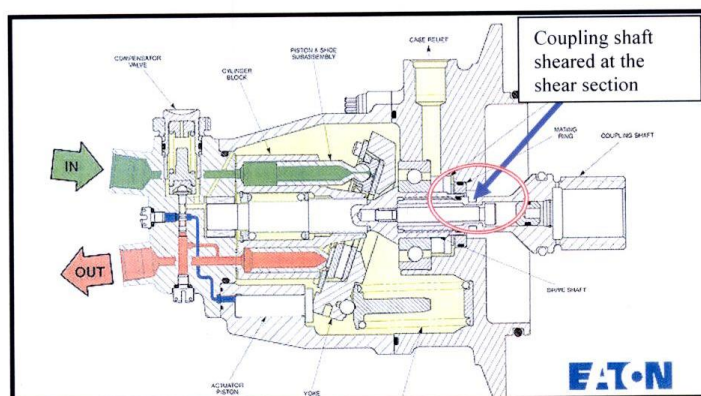 Coupling shaft
sheared at the
shear section
COMPENSATOR
VALVE
CYLINDER
BLOCK
PISTON & SHOE
SUBASSEMBLY
CASE RELIEF
MATING
RING
COUPLING SHAFT
IN
OUT
DRIVE SHAFT
ACTUATOR
PISTON
YOKE
EATON